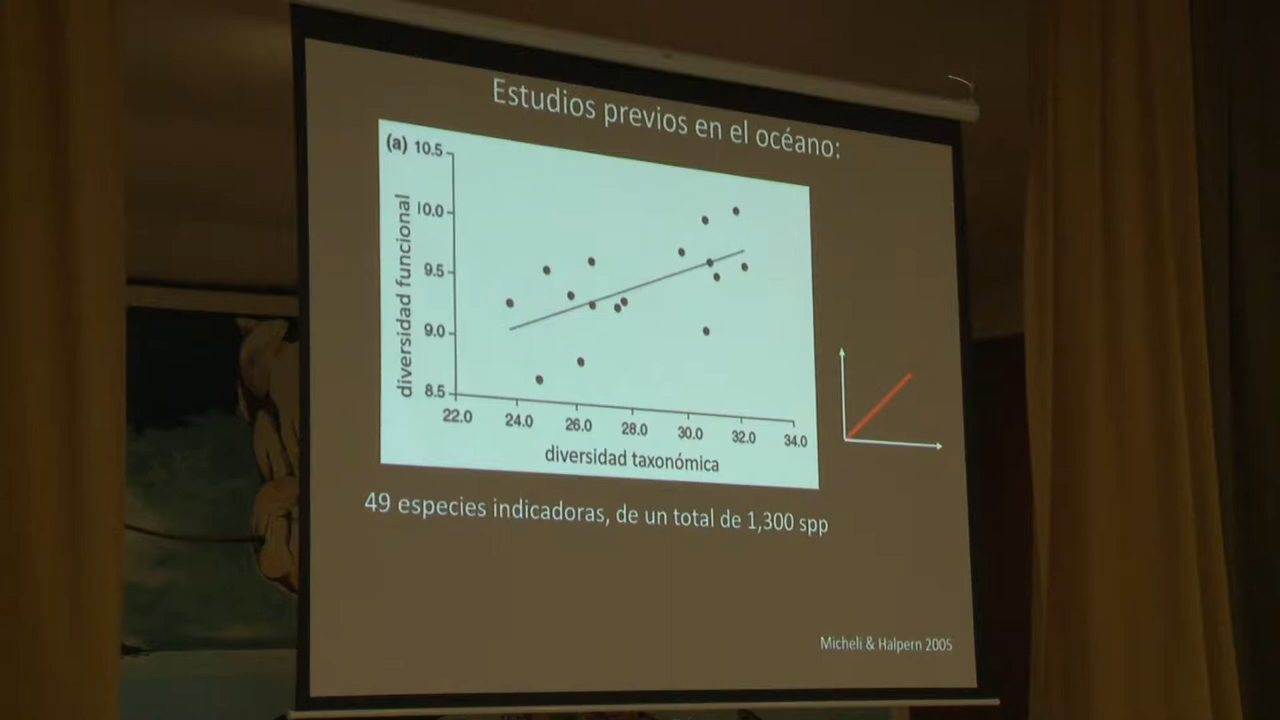 Estudios previos en el océano:
(a) 10.5
10.0
9.5
9.0
8.5
diversidad funcional
22.0 24.0 26.0 28.0 30.0 32.0 34.0
diversidad taxonómica
49 especies indicadoras, de un total de 1,300 spp
Micheli & Halpern 2005